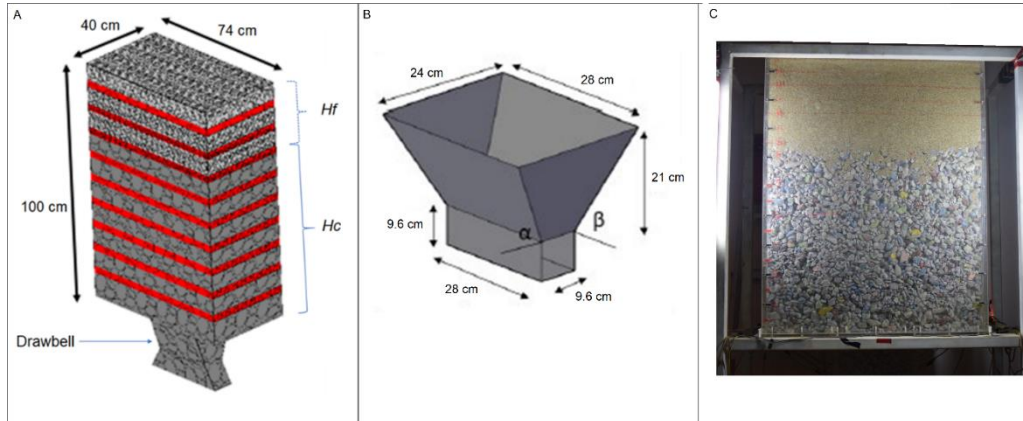 A
40 cm
74 cm
100 cm
Hf
Hc
Drawbell
B
24 cm
28 cm
21 cm
9.6 cm
α
β
28 cm
9.6 cm
C